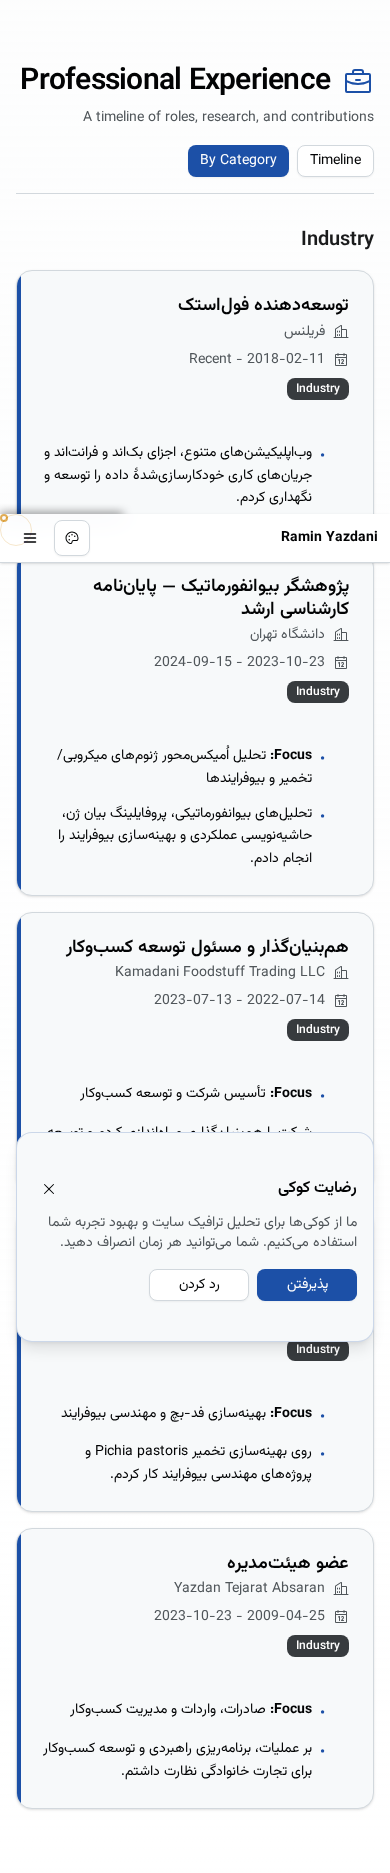 Professional Experience
A timeline of roles, research, and contributions
Timeline
By Category
Industry
توسعه‌دهنده فول‌استک
فریلنس
2018-02-11 - Recent
Industry
• وب‌اپلیکیشن‌های متنوع، اجزای بک‌اند و فرانت‌اند و
جریان‌های کاری خودکارسازی‌شدهٔ داده را توسعه و
نگهداری کردم.
Ramin Yazdani
پژوهشگر بیوانفورماتیک — پایان‌نامه
کارشناسی ارشد
دانشگاه تهران
2023-10-23 - 2024-09-15
Industry
• Focus: تحلیل اُمیکس‌محور ژنوم‌های میکروبی/
تخمیر و بیوفرایندها
• تحلیل‌های بیوانفورماتیکی، پروفایلینگ بیان ژن،
حاشیه‌نویسی عملکردی و بهینه‌سازی بیوفرایند را
انجام دادم.
هم‌بنیان‌گذار و مسئول توسعه کسب‌وکار
Kamadani Foodstuff Trading LLC
2022-07-14 - 2023-07-13
Industry
• Focus: تأسیس شرکت و توسعه کسب‌وکار
رضایت کوکی
ما از کوکی‌ها برای تحلیل ترافیک سایت و بهبود تجربه شما
استفاده می‌کنیم. شما می‌توانید هر زمان انصراف دهید.
پذیرفتن
رد کردن
Industry
• Focus: بهینه‌سازی فد-بچ و مهندسی بیوفرایند
• روی بهینه‌سازی تخمیر Pichia pastoris و
پروژه‌های مهندسی بیوفرایند کار کردم.
عضو هیئت‌مدیره
Yazdan Tejarat Absaran
2009-04-25 - 2023-10-23
Industry
• Focus: صادرات، واردات و مدیریت کسب‌وکار
• بر عملیات، برنامه‌ریزی راهبردی و توسعه کسب‌وکار
برای تجارت خانوادگی نظارت داشتم.